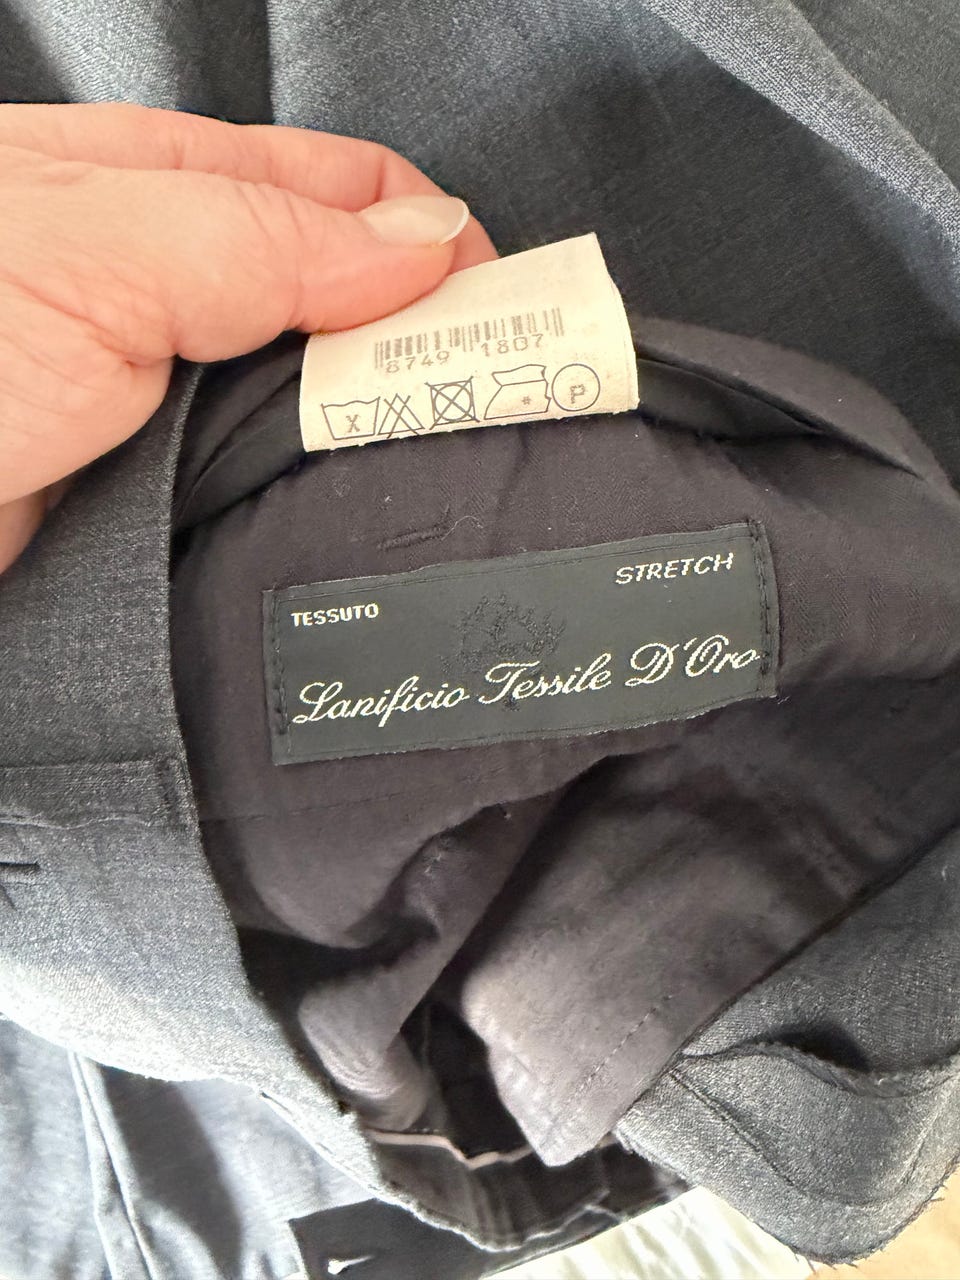 8749 1807
X
P
TESSUTO
STRETCH
Lanificio Tessile D'Oro